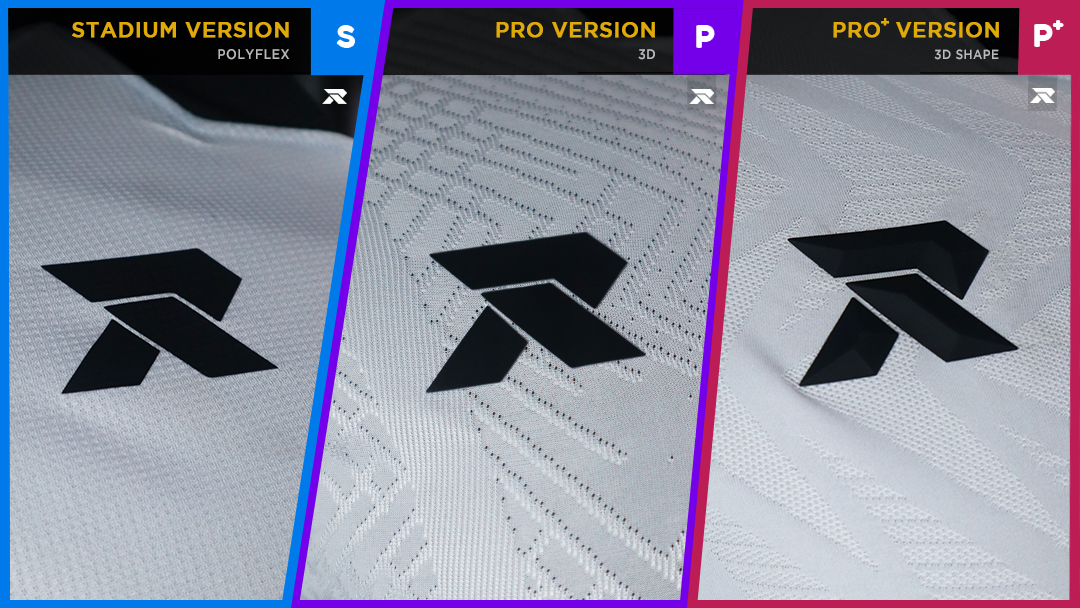 STADIUM VERSION
POLYFLEX
S
PRO VERSION
3D
P
PRO+ VERSION
3D SHAPE
P+